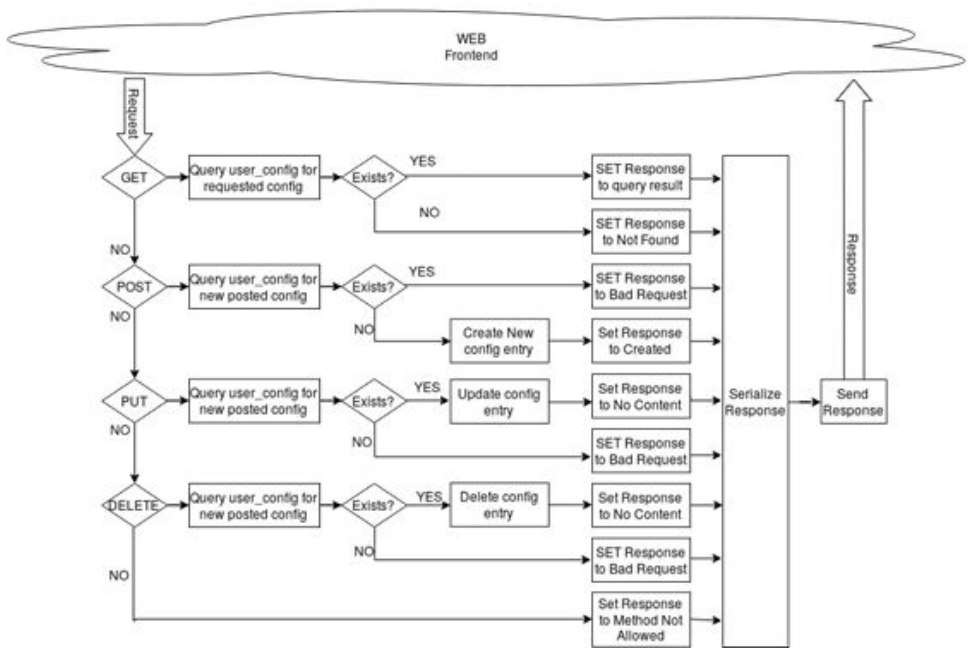 WEB
Frontend
Request
GET
Query user_config for
requested config
Exists?
YES
SET Response
to query result
NO
SET Response
to Not Found
NO
POST
Query user_config for
new posted config
Exists?
YES
SET Response
to Bad Request
NO
NO
Create New
config entry
Set Response
to Created
PUT
Query user_config for
new posted config
Exists?
YES
Update config
entry
Set Response
to No Content
NO
NO
SET Response
to Bad Request
DELETE
Query user_config for
new posted config
Exists?
YES
Delete config
entry
Set Response
to No Content
NO
SET Response
to Bad Request
NO
Set Response
to Method Not
Allowed
Serialize
Response
Send
Response
Response